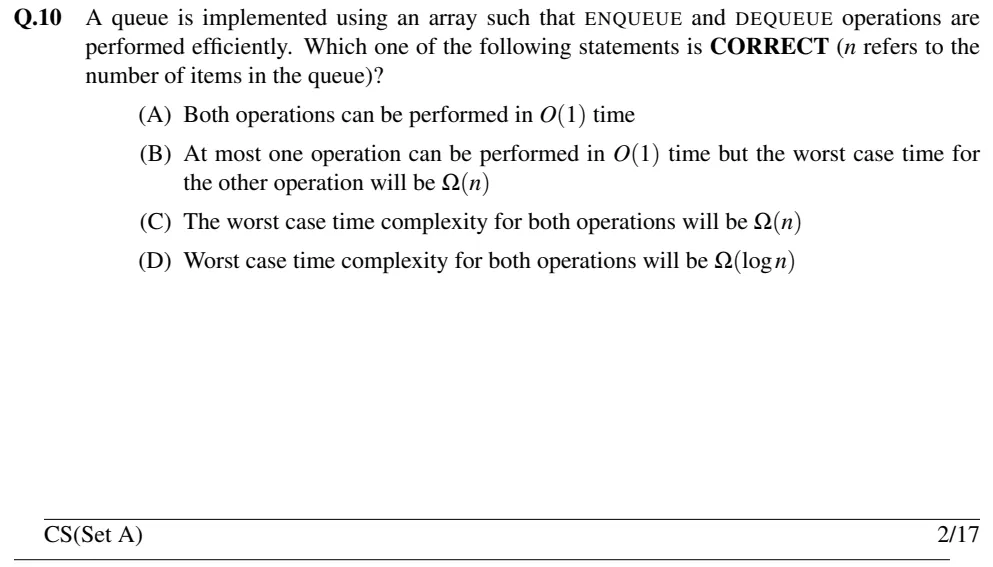 Q.10 A queue is implemented using an array such that ENQUEUE and DEQUEUE operations are
performed efficiently. Which one of the following statements is CORRECT (n refers to the
number of items in the queue)?
(A) Both operations can be performed in O(1) time
(B) At most one operation can be performed in O(1) time but the worst case time for
the other operation will be Ω(n)
(C) The worst case time complexity for both operations will be Ω(n)
(D) Worst case time complexity for both operations will be Ω(log n)
CS(Set A) 2/17